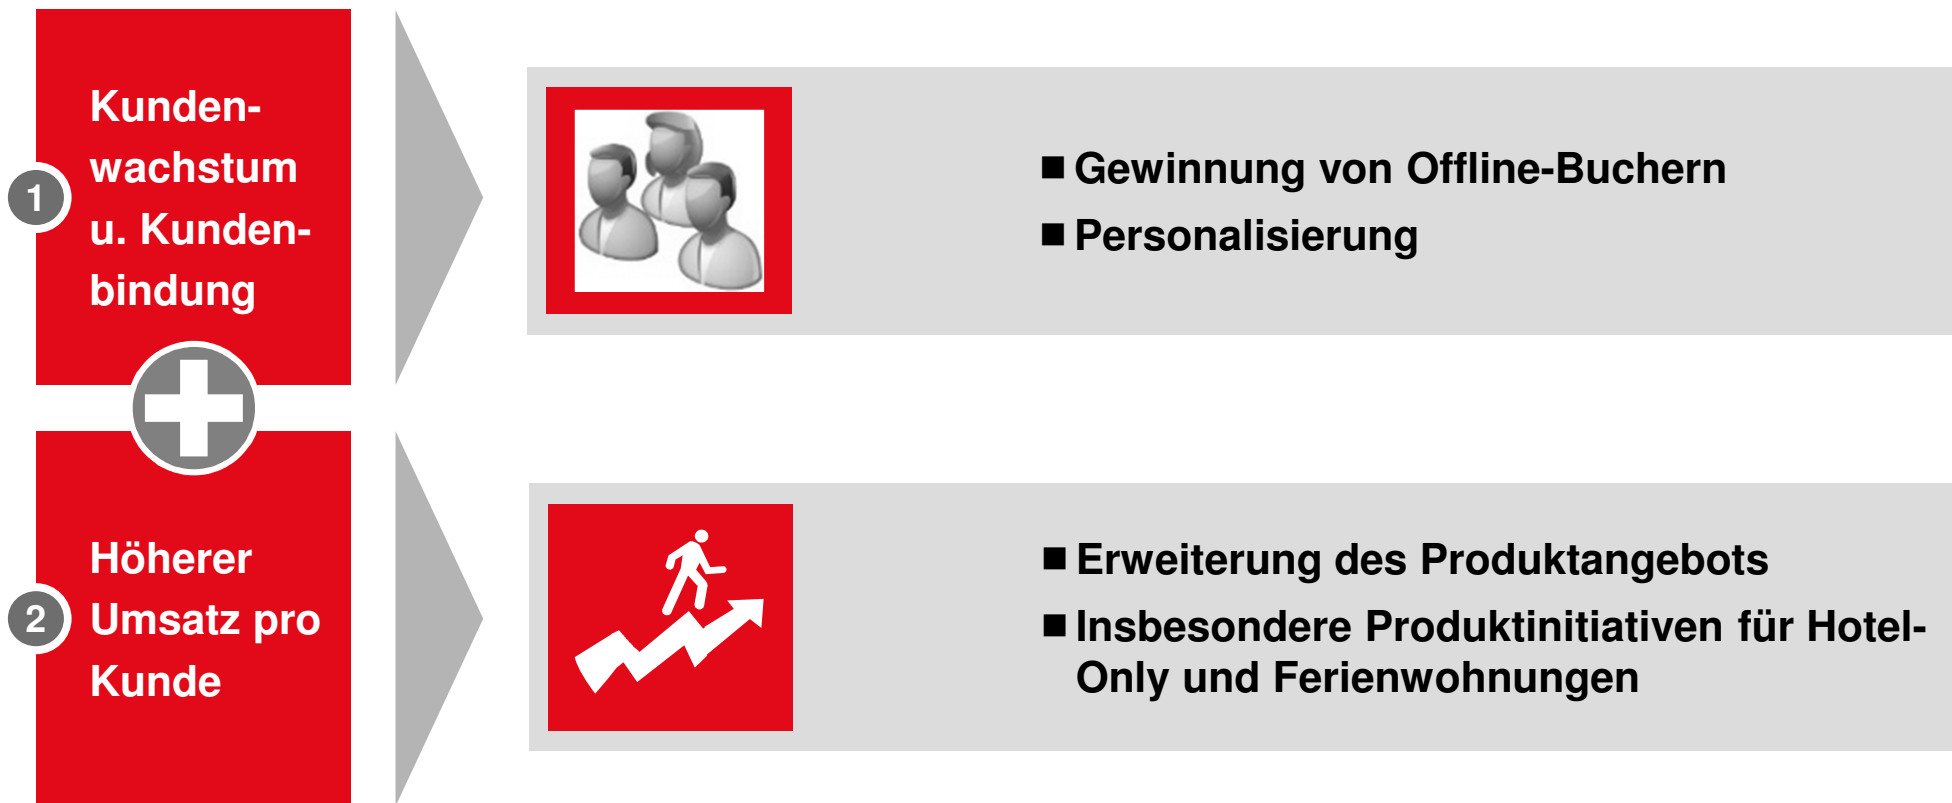 Kunden-
wachstum
1
u. Kunden-
bindung
■ Gewinnung von Offline-Buchern
■ Personalisierung
Höherer
2
Umsatz pro
Kunde
■ Erweiterung des Produktangebots
■ Insbesondere Produktinitiativen für Hotel-
Only und Ferienwohnungen